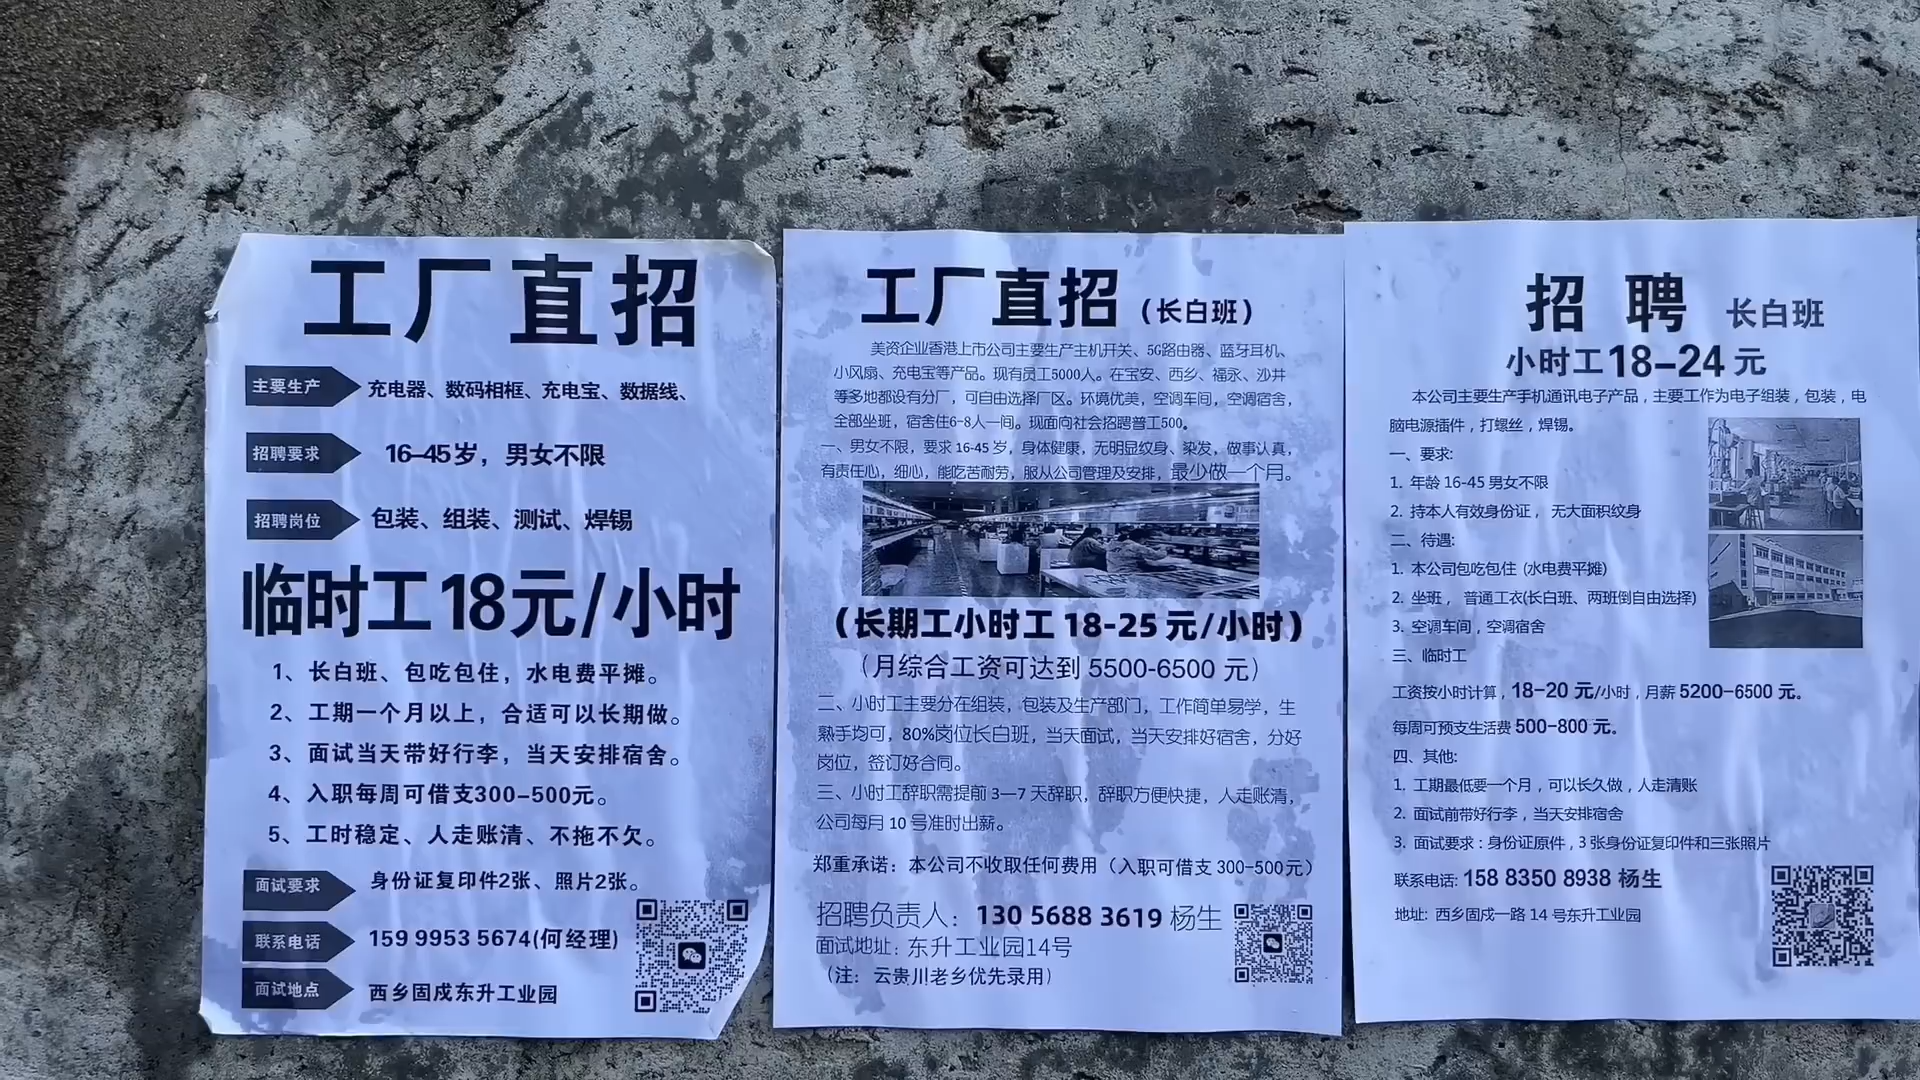 工厂直招
主要生产 充电器、数码相框、充电宝、数据线、
招聘要求 16-45岁，男女不限
招聘岗位 包装、组装、测试、焊锡
临时工18元/小时
1、长白班、包吃包住，水电费平摊。
2、工期一个月以上，合适可以长期做。
3、面试当天带好行李，当天安排宿舍。
4、入职每周可借支300-500元。
5、工时稳定、人走账清、不拖不欠。
面试要求 身份证复印件2张、照片2张。
联系电话 159 9953 5674(何经理)
面试地点 西乡固戍东升工业园
工厂直招（长白班）
美资企业香港上市公司主要生产主机开关、5G路由器、蓝牙耳机、
小风扇、充电宝等产品。现有员工5000人。在宝安、西乡、福永、沙井
等多地都设有分厂，可自由选择厂区。环境优美，空调车间，空调宿舍，
全部坐班，宿舍住6-8人一间。现面向社会招聘普工500。
一、男女不限，要求16-45岁，身体健康，无明显纹身、染发，做事认真，
有责任心，细心，能吃苦耐劳，服从公司管理及安排，最少做一个月。
（长期工小时工 18-25 元/小时）
（月综合工资可达到 5500-6500 元）
二、小时工主要分在组装，包装及生产部门，工作简单易学，生
熟手均可，80%岗位长白班，当天面试，当天安排好宿舍，分好
岗位，签订好合同。
三、小时工辞职需提前 3—7 天辞职，辞职方便快捷，人走账清，
公司每月 10 号准时出薪。
郑重承诺：本公司不收取任何费用（入职可借支 300-500元）
招聘负责人：130 5688 3619 杨生
面试地址：东升工业园14号
（注：云贵川老乡优先录用）
招 聘 长白班
小时工18-24 元
本公司主要生产手机通讯电子产品，主要工作为电子组装，包装，电
脑电源插件，打螺丝，焊锡。
一、要求:
1. 年龄 16-45 男女不限
2. 持本人有效身份证， 无大面积纹身
二、待遇:
1. 本公司包吃包住 (水电费平摊)
2. 坐班， 普通工衣(长白班、两班倒自由选择)
3. 空调车间，空调宿舍
三、临时工
工资按小时计算，18-20 元/小时，月薪 5200-6500 元。
每周可预支生活费 500-800 元。
四、其他:
1. 工期最低要一个月，可以长久做，人走清账
2. 面试前带好行李，当天安排宿舍
3. 面试要求：身份证原件，3 张身份证复印件和三张照片
联系电话: 158 8350 8938 杨生
地址: 西乡固戍一路 14 号东升工业园